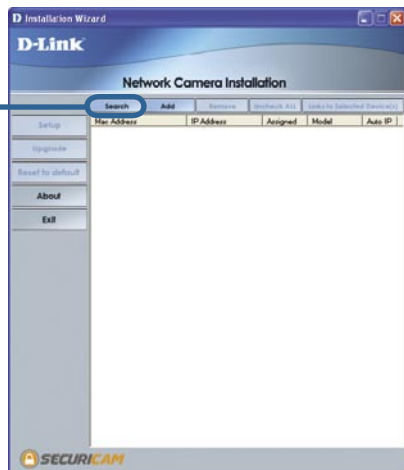 D Installation Wizard
D-Link
Network Camera Installation
Search Add Remove Uncheck ALL Links to Selected Device(s)
Mac Address IP Address Assigned Model Auto IP
Setup
Upgrade
Reset to default
About
Exit
SECURICAM